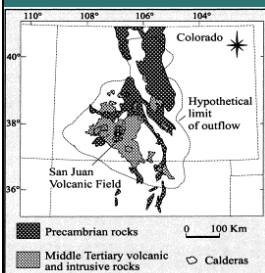 110° 108° 106° 104°
Colorado
40°
Hypothetical
limit
of outflow
38°
San Juan
Volcanic Field
36°
Precambrian rocks
0 100 Km
Middle Tertiary volcanic
and intrusive rocks
Calderas